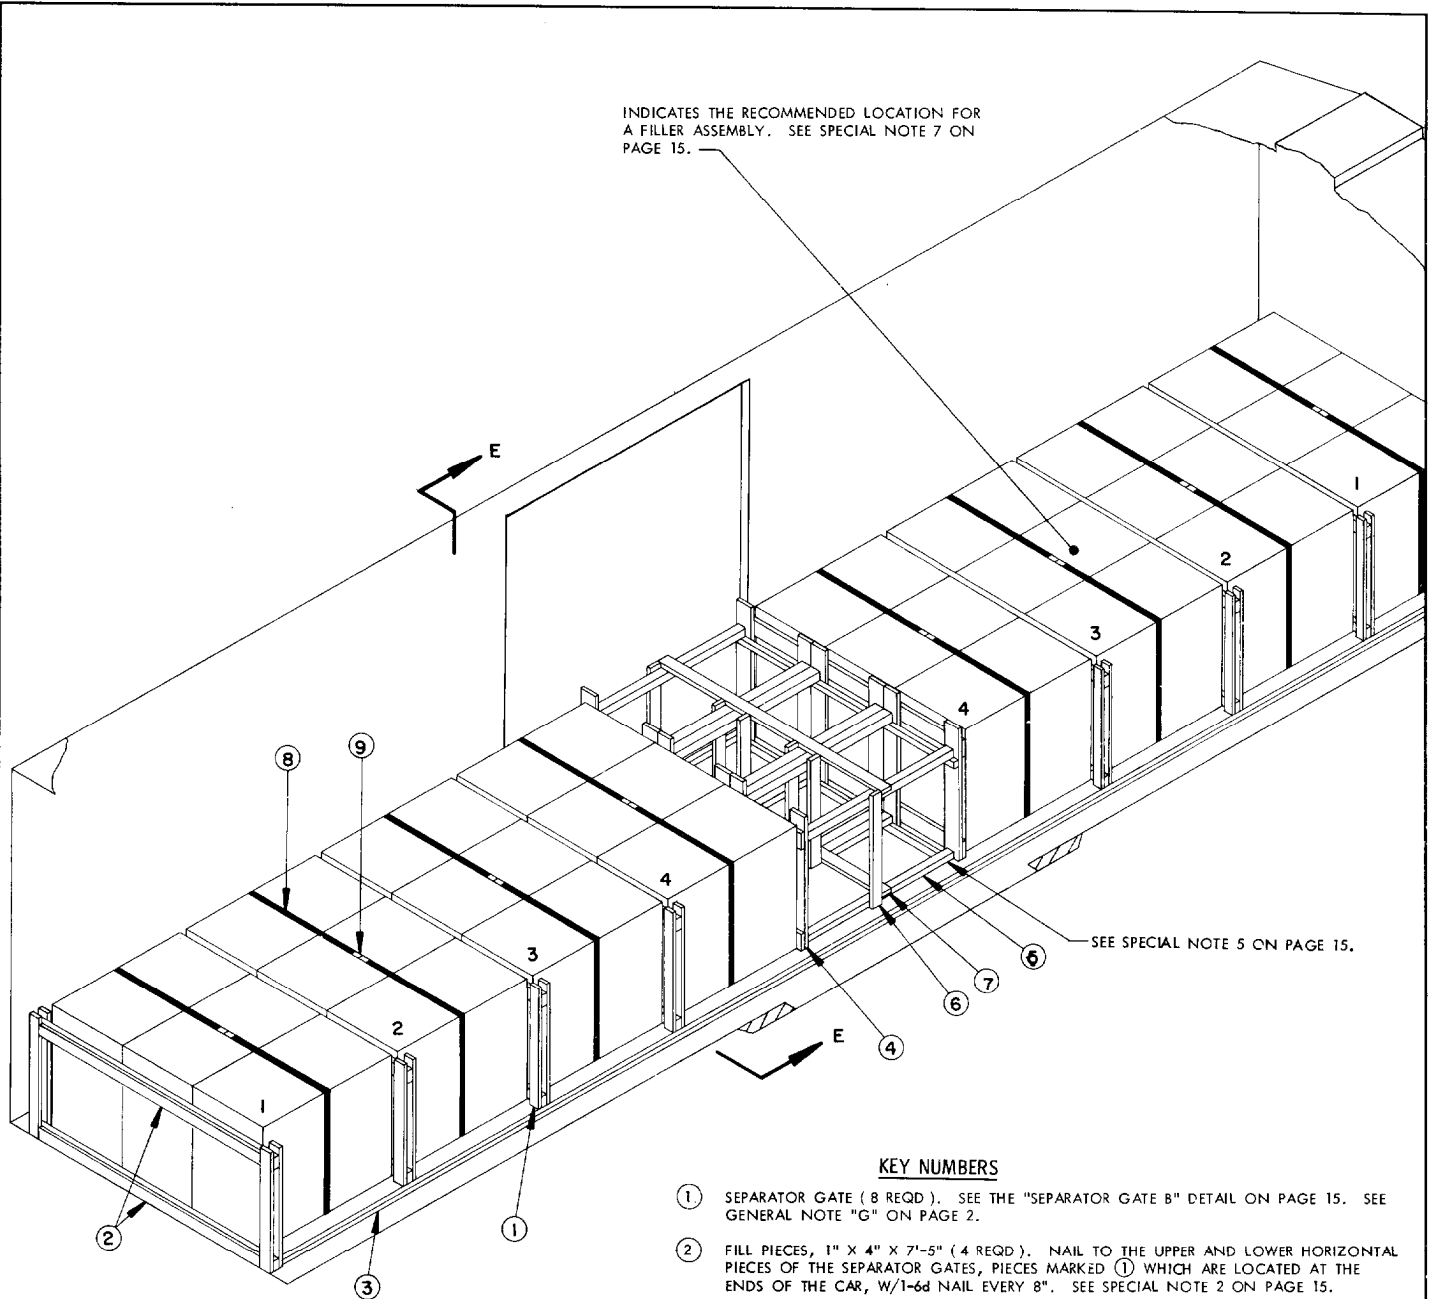 INDICATES THE RECOMMENDED LOCATION FOR
A FILLER ASSEMBLY. SEE SPECIAL NOTE 7 ON
PAGE 15.
E
1
2
3
4
8
9
4
3
2
1
SEE SPECIAL NOTE 5 ON PAGE 15.
5
7
6
E
4
2
3
1
KEY NUMBERS
1 SEPARATOR GATE ( 8 REQD ). SEE THE "SEPARATOR GATE B" DETAIL ON PAGE 15. SEE
GENERAL NOTE "G" ON PAGE 2.
2 FILL PIECES, 1" X 4" X 7'-5" ( 4 REQD ). NAIL TO THE UPPER AND LOWER HORIZONTAL
PIECES OF THE SEPARATOR GATES, PIECES MARKED 1 WHICH ARE LOCATED AT THE
ENDS OF THE CAR, W/1-6d NAIL EVERY 8". SEE SPECIAL NOTE 2 ON PAGE 15.